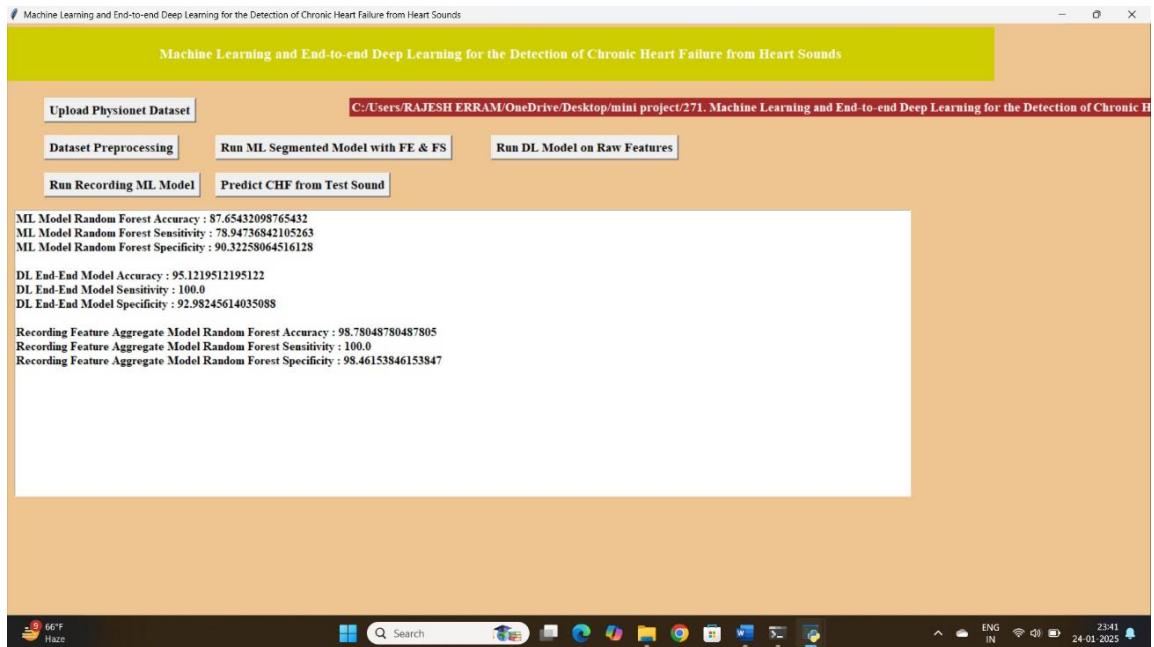 Machine Learning and End-to-end Deep Learning for the Detection of Chronic Heart Failure from Heart Sounds
Machine Learning and End-to-end Deep Learning for the Detection of Chronic Heart Failure from Heart Sounds
Upload Physionet Dataset
C:/Users/RAJESH ERRAM/OneDrive/Desktop/mini project/271. Machine Learning and End-to-end Deep Learning for the Detection of Chronic H
Dataset Preprocessing
Run ML Segmented Model with FE & FS
Run DL Model on Raw Features
Run Recording ML Model
Predict CHF from Test Sound
ML Model Random Forest Accuracy : 87.65432098765432
ML Model Random Forest Sensitivity : 78.94736842105263
ML Model Random Forest Specificity : 90.32258064516128
DL End-End Model Accuracy : 95.1219512195122
DL End-End Model Sensitivity : 100.0
DL End-End Model Specificity : 92.98245614035088
Recording Feature Aggregate Model Random Forest Accuracy : 98.78048780487805
Recording Feature Aggregate Model Random Forest Sensitivity : 100.0
Recording Feature Aggregate Model Random Forest Specificity : 98.46153846153847
9
66°F
Haze
Search
ENG
IN
23:41
24-01-2025